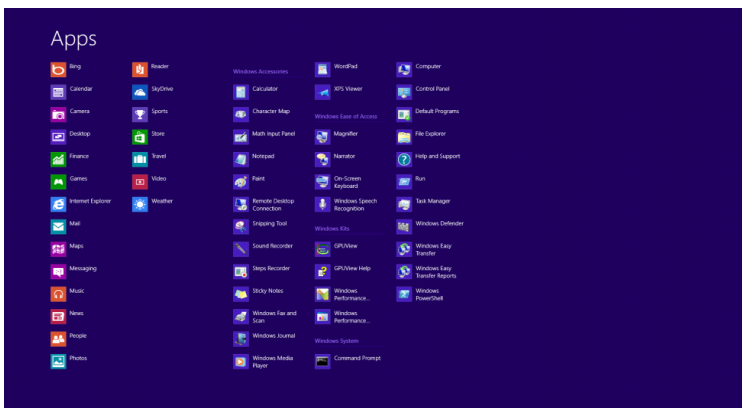 Apps
Bing
Calendar
Camera
Desktop
Finance
Games
Internet Explorer
Mail
Maps
Messaging
Music
News
People
Photos
Reader
SkyDrive
Sports
Store
Travel
Video
Weather
Windows Accessories
Calculator
Character Map
Math Input Panel
Notepad
Paint
Remote Desktop
Connection
Snipping Tool
Sound Recorder
Steps Recorder
Sticky Notes
Windows Fax and
Scan
Windows Journal
Windows Media
Player
WordPad
XPS Viewer
Windows Ease of Access
Magnifier
Narrator
On-Screen
Keyboard
Windows Speech
Recognition
Windows Kits
GPUView
GPUView Help
Windows
Performance...
Windows
Performance...
Windows System
Command Prompt
Computer
Control Panel
Default Programs
File Explorer
Help and Support
Run
Task Manager
Windows Defender
Windows Easy
Transfer
Windows Easy
Transfer Reports
Windows
PowerShell